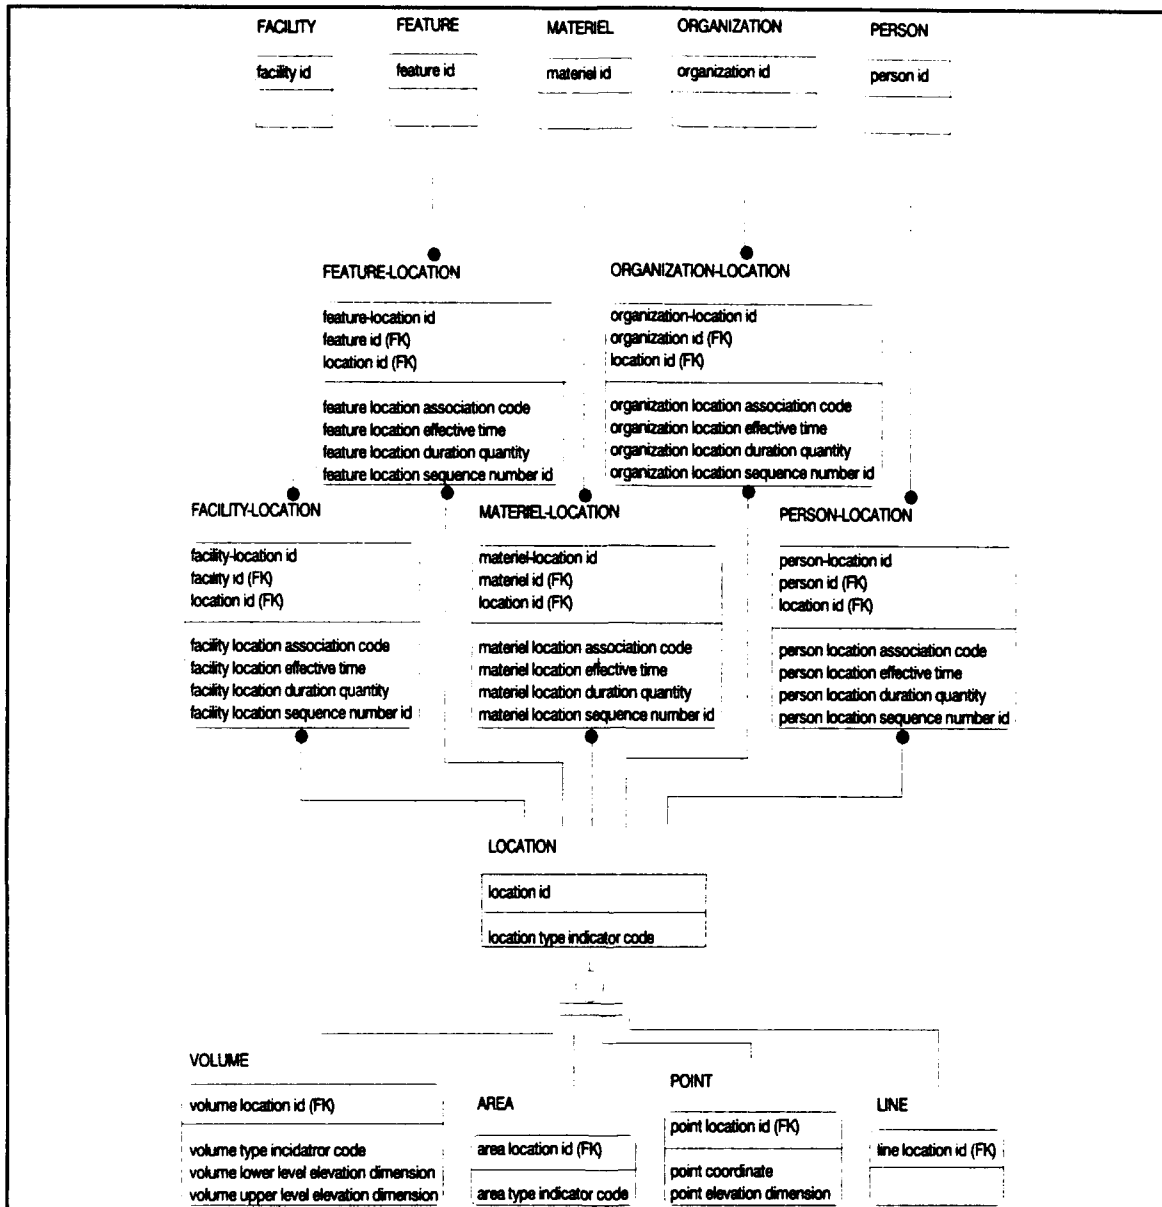 FACILITY
facility id
FEATURE
feature id
MATERIEL
materiel id
ORGANIZATION
organization id
PERSON
person id
FEATURE-LOCATION
feature-location id
feature id (FK)
location id (FK)
feature location association code
feature location effective time
feature location duration quantity
feature location sequence number id
ORGANIZATION-LOCATION
organization-location id
organization id (FK)
location id (FK)
organization location association code
organization location effective time
organization location duration quantity
organization location sequence number id
FACILITY-LOCATION
facility-location id
facility id (FK)
location id (FK)
facility location association code
facility location effective time
facility location duration quantity
facility location sequence number id
MATERIEL-LOCATION
materiel-location id
materiel id (FK)
location id (FK)
materiel location association code
materiel location effective time
materiel location duration quantity
materiel location sequence number id
PERSON-LOCATION
person-location id
person id (FK)
location id (FK)
person location association code
person location effective time
person location duration quantity
person location sequence number id
LOCATION
location id
location type indicator code
VOLUME
volume location id (FK)
volume type incidatror code
volume lower level elevation dimension
volume upper level elevation dimension
AREA
area location id (FK)
area type indicator code
POINT
point location id (FK)
point coordinate
point elevation dimension
LINE
line location id (FK)